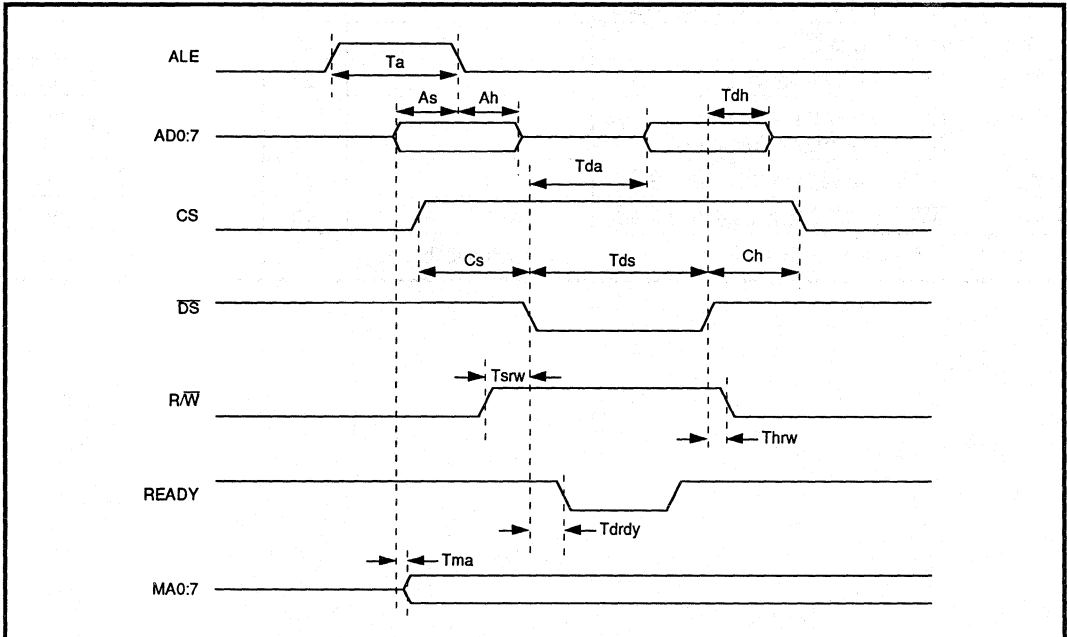 ALE
Ta
As Ah Tdh
AD0:7
Tda
CS
Cs Tds Ch
D̅S̅
Tsrw
R/W̅
Thrw
READY
Tdrdy
Tma
MA0:7